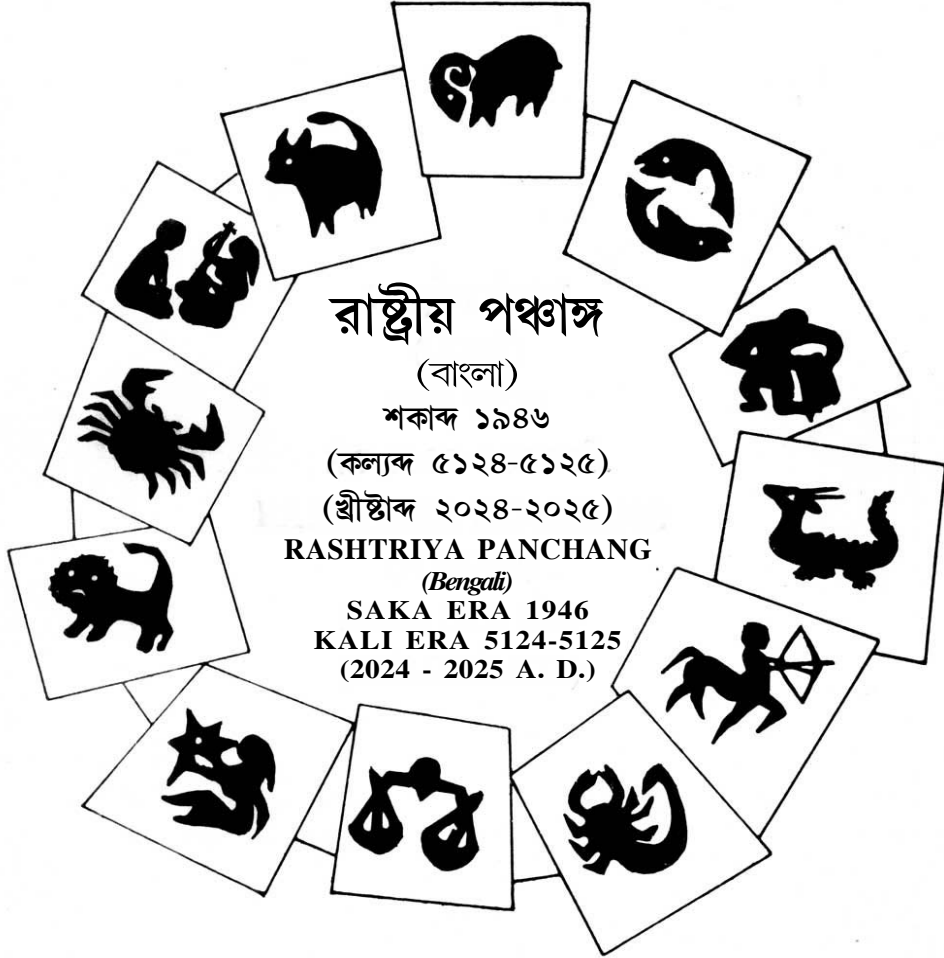 রাষ্ট্রীয় পঞ্চাঙ্গ
(বাংলা)
শকাব্দ ১৯৪৬
(কল্যব্দ ৫১২৪-৫১২৫)
(খ্রীষ্টাব্দ ২০২৪-২০২৫)
RASHTRIYA PANCHANG
(Bengali)
SAKA ERA 1946
KALI ERA 5124-5125
(2024 - 2025 A. D.)